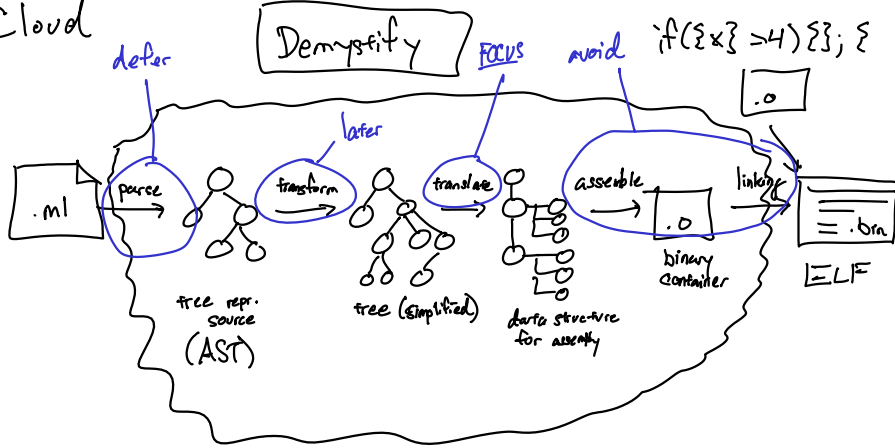 Cloud
Demystify
if({x} > 4) {}; {
defer
FOCUS
avoid
later
.o
.ml
parse
transform
translate
assemble
.o
linking
.bin
binary
container
ELF
tree repr.
source
(AST)
tree (simplified)
data structure
for assembly